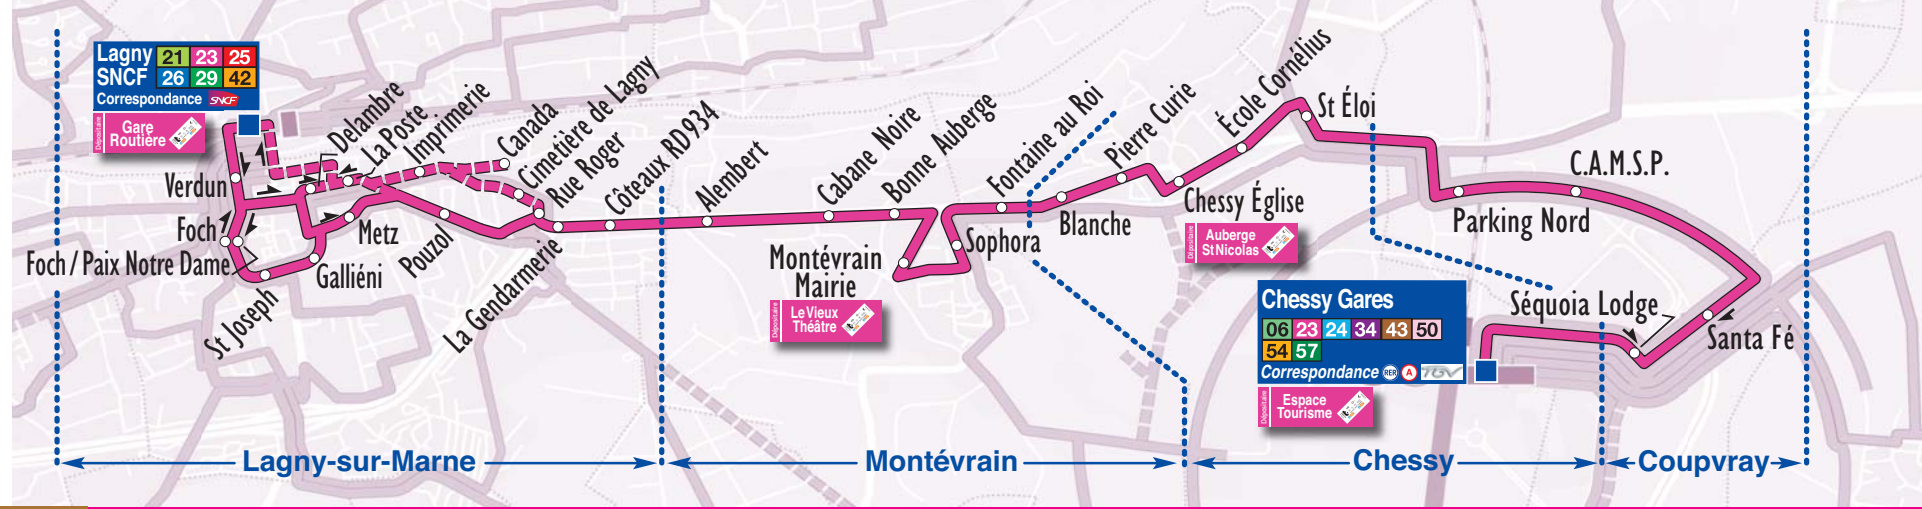 Lagny 21 23 25
SNCF 26 29 42
Correspondance SNCF
Dépositaire
Gare
Routière
Verdun
Foch
Foch / Paix Notre Dame
St Joseph
Galliéni
Metz
Delambre
La Poste
Imprimerie
Canada
Cimetière de Lagny
Pouzol
La Gendarmerie
Rue Roger
Côteaux RD934
Alembert
Cabane Noire
Bonne Auberge
Montévrain
Mairie
Dépositaire
Le Vieux
Théâtre
Sophora
Fontaine au Roi
Blanche
Pierre Curie
Chessy Église
Dépositaire
Auberge
St Nicolas
École Cornélius
St Éloi
Parking Nord
C.A.M.S.P.
Santa Fé
Séquoia Lodge
Chessy Gares
06 23 24 34 43 50
54 57
Correspondance RER A TGV
Dépositaire
Espace
Tourisme
Lagny-sur-Marne
Montévrain
Chessy
Coupvray